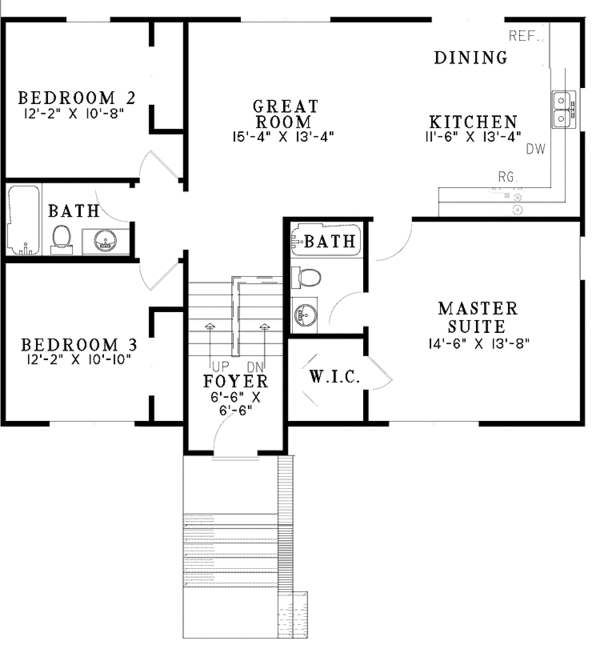 REF.
DINING
BEDROOM 2
12'-2" X 10'-8"
GREAT
ROOM
15'-4" X 13'-4"
KITCHEN
11'-6" X 13'-4"
DW
RG.
BATH
BATH
BEDROOM 3
12'-2" X 10'-10"
MASTER
SUITE
14'-6" X 13'-8"
UP DN
FOYER
6'-6" X
6'-6"
W.I.C.